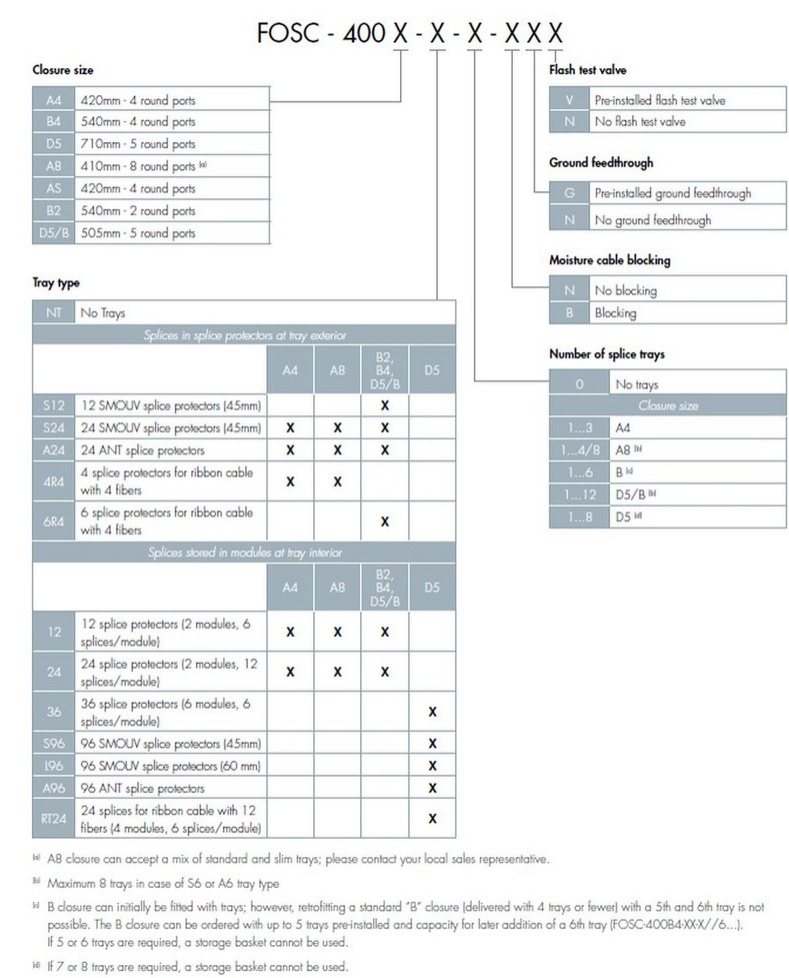 FOSC - 400 X - X - X - X X X
Closure size
A4 420mm - 4 round ports
B4 540mm - 4 round ports
D5 710mm - 5 round ports
A8 410mm - 8 round ports (a)
AS 420mm - 4 round ports
B2 540mm - 2 round ports
D5/B 505mm - 5 round ports
Tray type
NT No Trays
Splices in splice protectors at tray exterior
A4 A8 B2, B4, D5/B D5
S12 12 SMOUV splice protectors (45mm) X
S24 24 SMOUV splice protectors (45mm) X X X
A24 24 ANT splice protectors X X X
4R4 4 splice protectors for ribbon cable
with 4 fibers X X
6R4 6 splice protectors for ribbon cable
with 4 fibers X
Splices stored in modules at tray interior
A4 A8 B2, B4, D5/B D5
12 12 splice protectors (2 modules, 6
splices/module) X X X
24 24 splice protectors (2 modules, 12
splices/module) X X X
36 36 splice protectors (6 modules, 6
splices/module) X
S96 96 SMOUV splice protectors (45mm) X
L96 96 SMOUV splice protectors (60 mm) X
A96 96 ANT splice protectors X
RT24 24 splices for ribbon cable with 12
fibers (4 modules, 6 splices/module) X
Flash test valve
V Pre-installed flash test valve
N No flash test valve
Ground feedthrough
G Pre-installed ground feedthrough
N No ground feedthrough
Moisture cable blocking
N No blocking
B Blocking
Number of splice trays
0 No trays
Closure size
1...3 A4
1...4/8 A8 (b)
1...6 B (c)
1...12 D5/B (b)
1...8 D5 (d)
(a) A8 closure can accept a mix of standard and slim trays; please contact your local sales representative.
(b) Maximum 8 trays in case of S6 or A6 tray type
(c) B closure can initially be fitted with trays; however, retrofitting a standard "B" closure (delivered with 4 trays or fewer) with a 5th and 6th tray is not
possible. The B closure can be ordered with up to 5 trays pre-installed and capacity for later addition of a 6th tray (FOSC-400B4-XX-X//6...).
If 5 or 6 trays are required, a storage basket cannot be used.
(d) If 7 or 8 trays are required, a storage basket cannot be used.